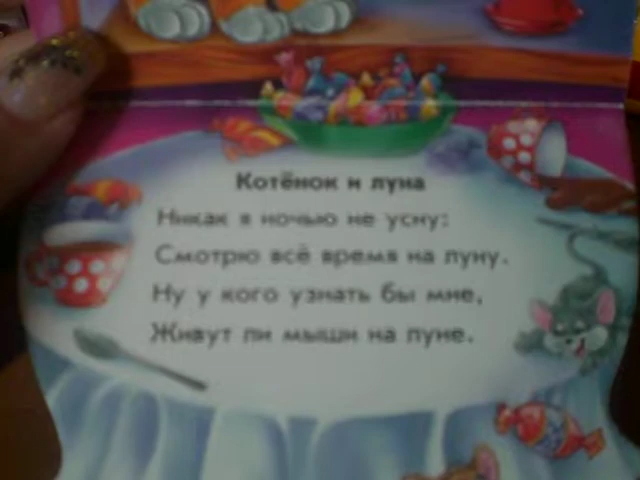 Котёнок и луна
Никак я ночью не усну:
Смотрю всё время на луну.
Ну у кого узнать бы мне,
Живут ли мыши на луне.